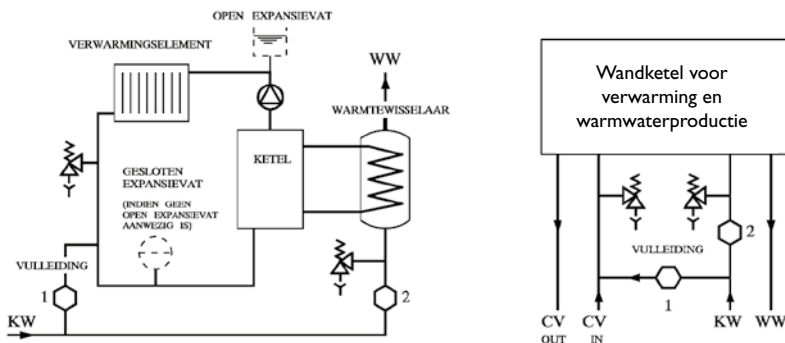 OPEN EXPANSIEVAT
VERWARMINGSELEMENT
WW
WARMTEWISSELAAR
KETEL
GESLOTEN
EXPANSIEVAT
(INDIEN GEEN
OPEN EXPANSIEVAT
AANWEZIG IS)
VULLEIDING
1
2
KW
Wandketel voor
verwarming en
warmwaterproductie
2
VULLEIDING
1
CV
OUT
CV
IN
KW
WW